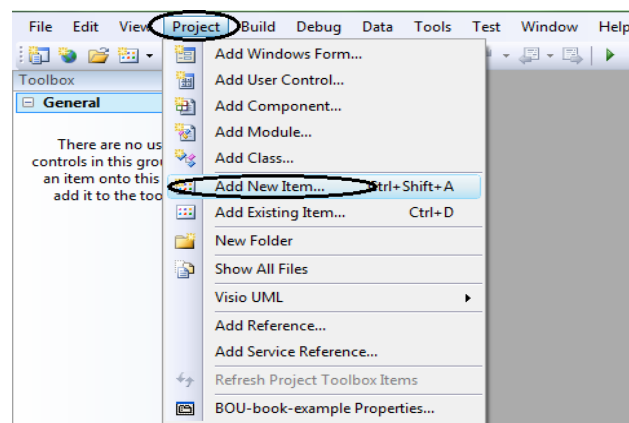 File Edit View Project Build Debug Data Tools Test Window Help
Toolbox
General
There are no us
controls in this gro
an item onto this
add it to the too
Add Windows Form...
Add User Control...
Add Component...
Add Module...
Add Class...
Add New Item... Ctrl+Shift+A
Add Existing Item... Ctrl+D
New Folder
Show All Files
Visio UML
Add Reference...
Add Service Reference...
Refresh Project Toolbox Items
BOU-book-example Properties...